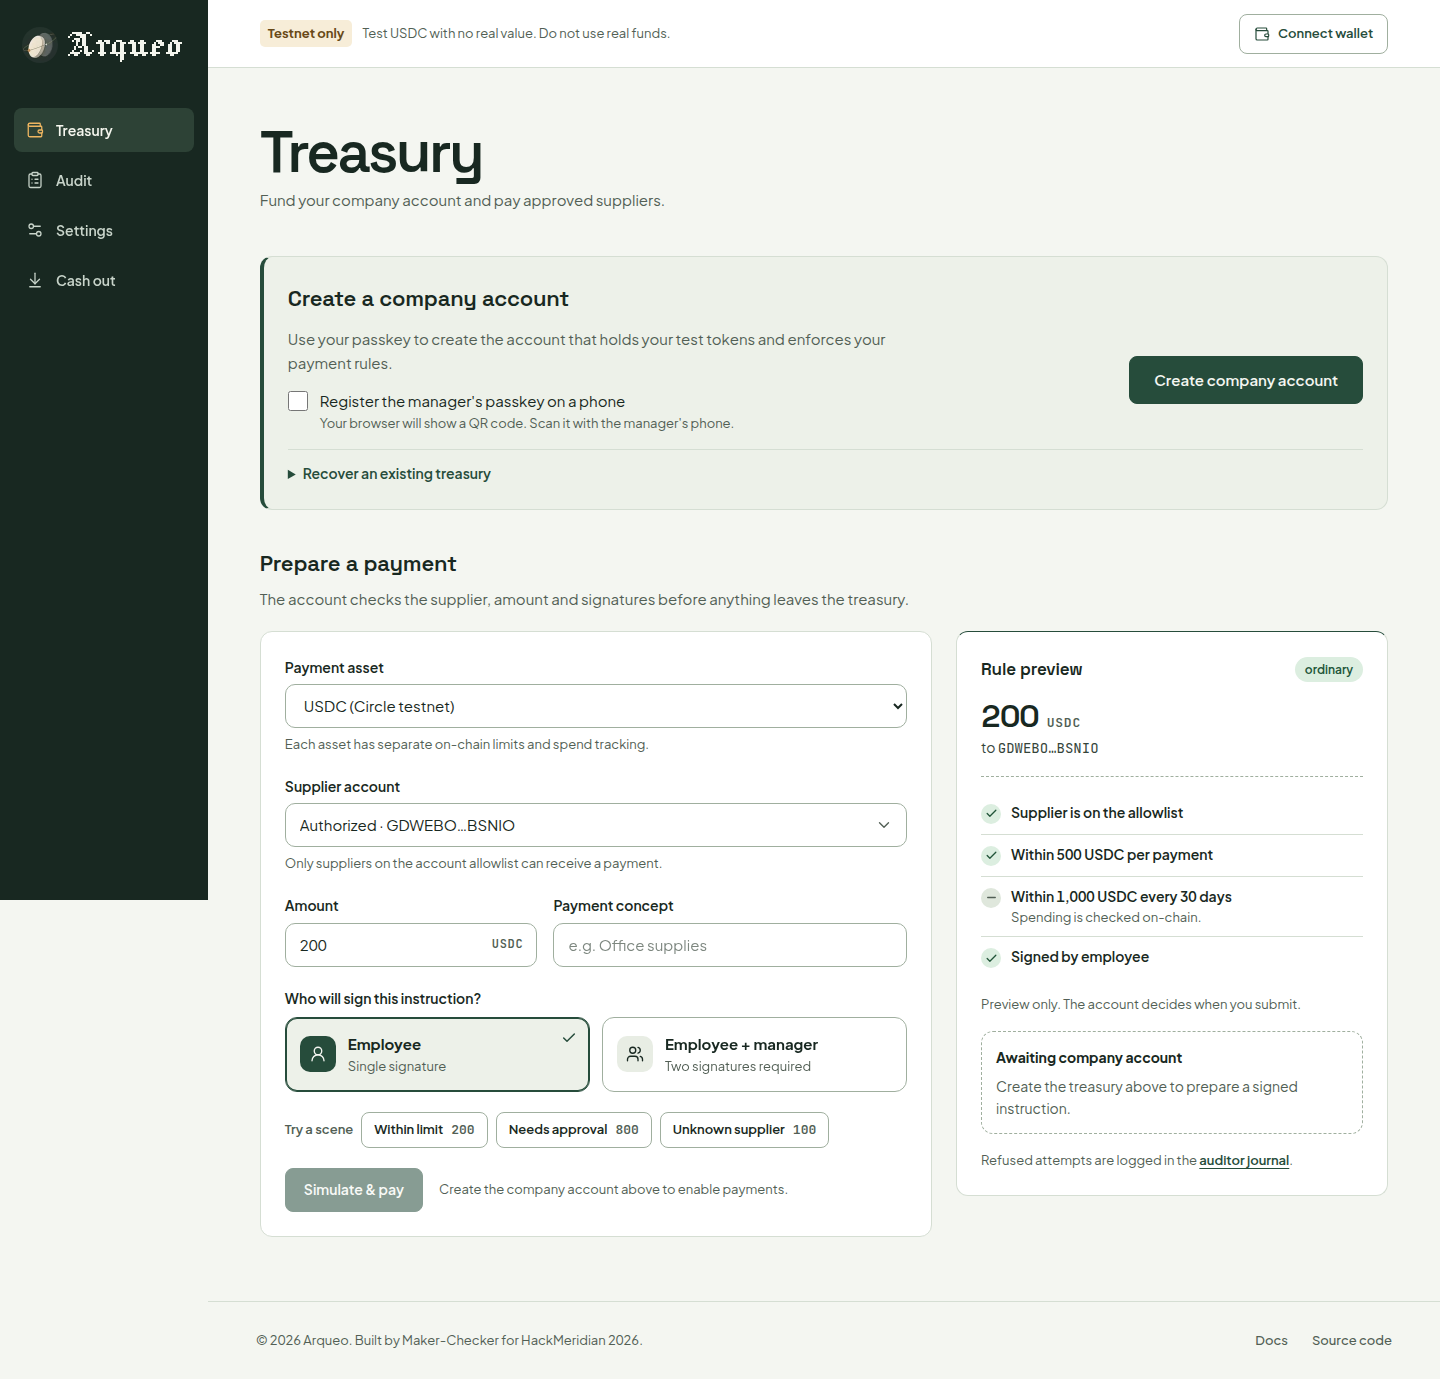 Arqueo
Treasury
Audit
Settings
Cash out
Testnet only Test USDC with no real value. Do not use real funds.
Connect wallet
Treasury
Fund your company account and pay approved suppliers.
Create a company account
Use your passkey to create the account that holds your test tokens and enforces your
payment rules.
Register the manager's passkey on a phone
Your browser will show a QR code. Scan it with the manager's phone.
Create company account
Recover an existing treasury
Prepare a payment
The account checks the supplier, amount and signatures before anything leaves the treasury.
Payment asset
USDC (Circle testnet)
Each asset has separate on-chain limits and spend tracking.
Supplier account
Authorized · GDWEBO…BSNIO
Only suppliers on the account allowlist can receive a payment.
Amount Payment concept
200 USDC e.g. Office supplies
Who will sign this instruction?
Employee
Single signature
Employee + manager
Two signatures required
Try a scene Within limit 200 Needs approval 800 Unknown supplier 100
Simulate & pay Create the company account above to enable payments.
Rule preview ordinary
200 USDC
to GDWEBO…BSNIO
Supplier is on the allowlist
Within 500 USDC per payment
Within 1,000 USDC every 30 days
Spending is checked on-chain.
Signed by employee
Preview only. The account decides when you submit.
Awaiting company account
Create the treasury above to prepare a signed
instruction.
Refused attempts are logged in the auditor journal.
© 2026 Arqueo. Built by Maker-Checker for HackMeridian 2026.
Docs Source code